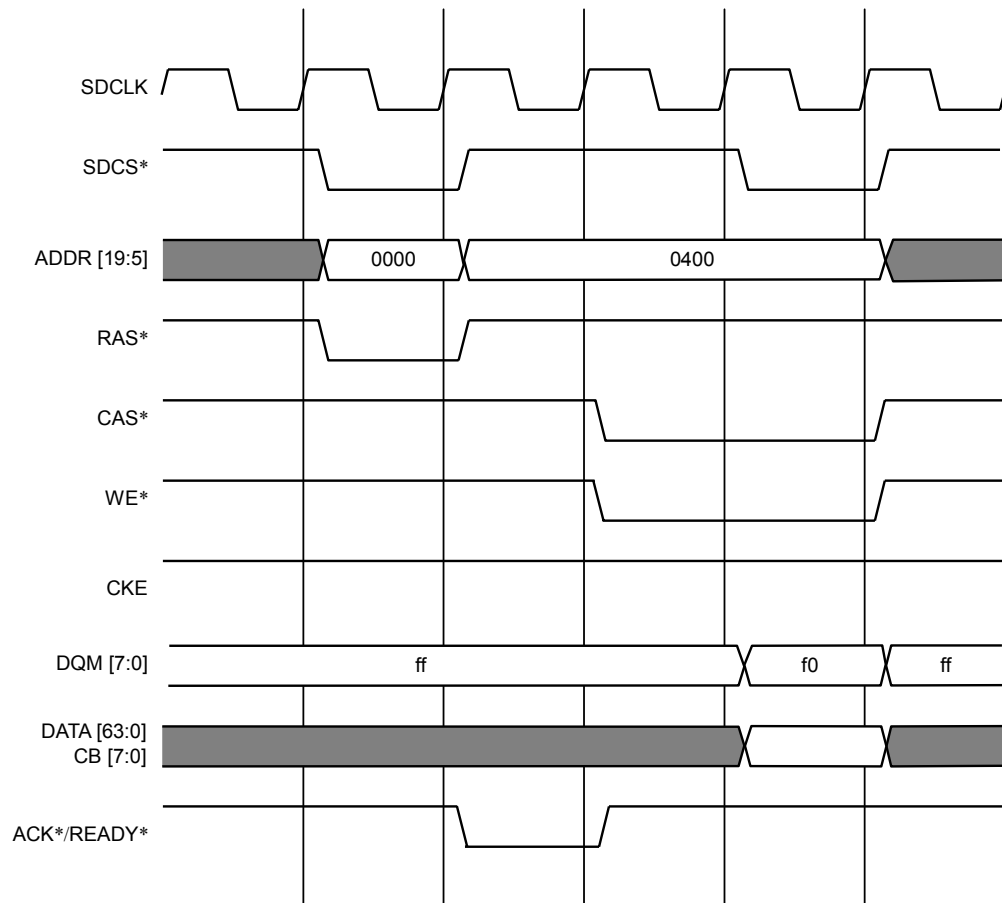 SDCLK
SDCS*
ADDR [19:5]
0000
0400
RAS*
CAS*
WE*
CKE
DQM [7:0]
ff
f0
ff
DATA [63:0]
CB [7:0]
ACK*/READY*